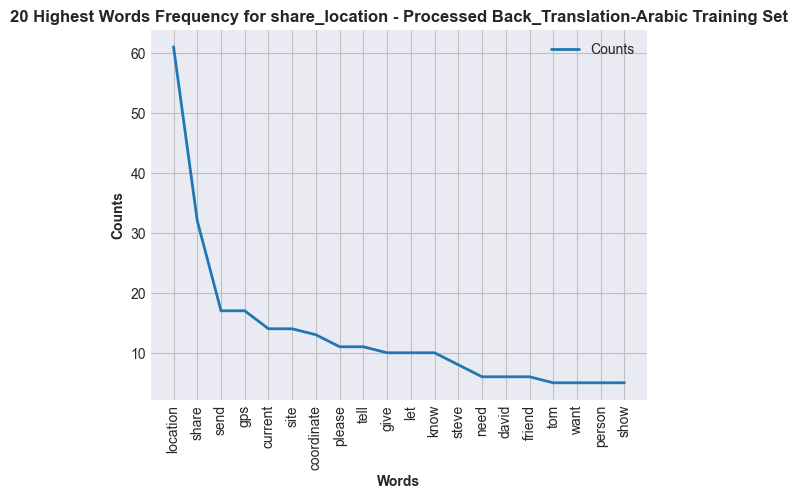 20 Highest Words Frequency for share_location - Processed Back_Translation-Arabic Training Set
Counts
60
50
40
30
20
10
Counts
location
share
send
gps
current
site
coordinate
please
tell
give
let
know
steve
need
david
friend
tom
want
person
show
Words